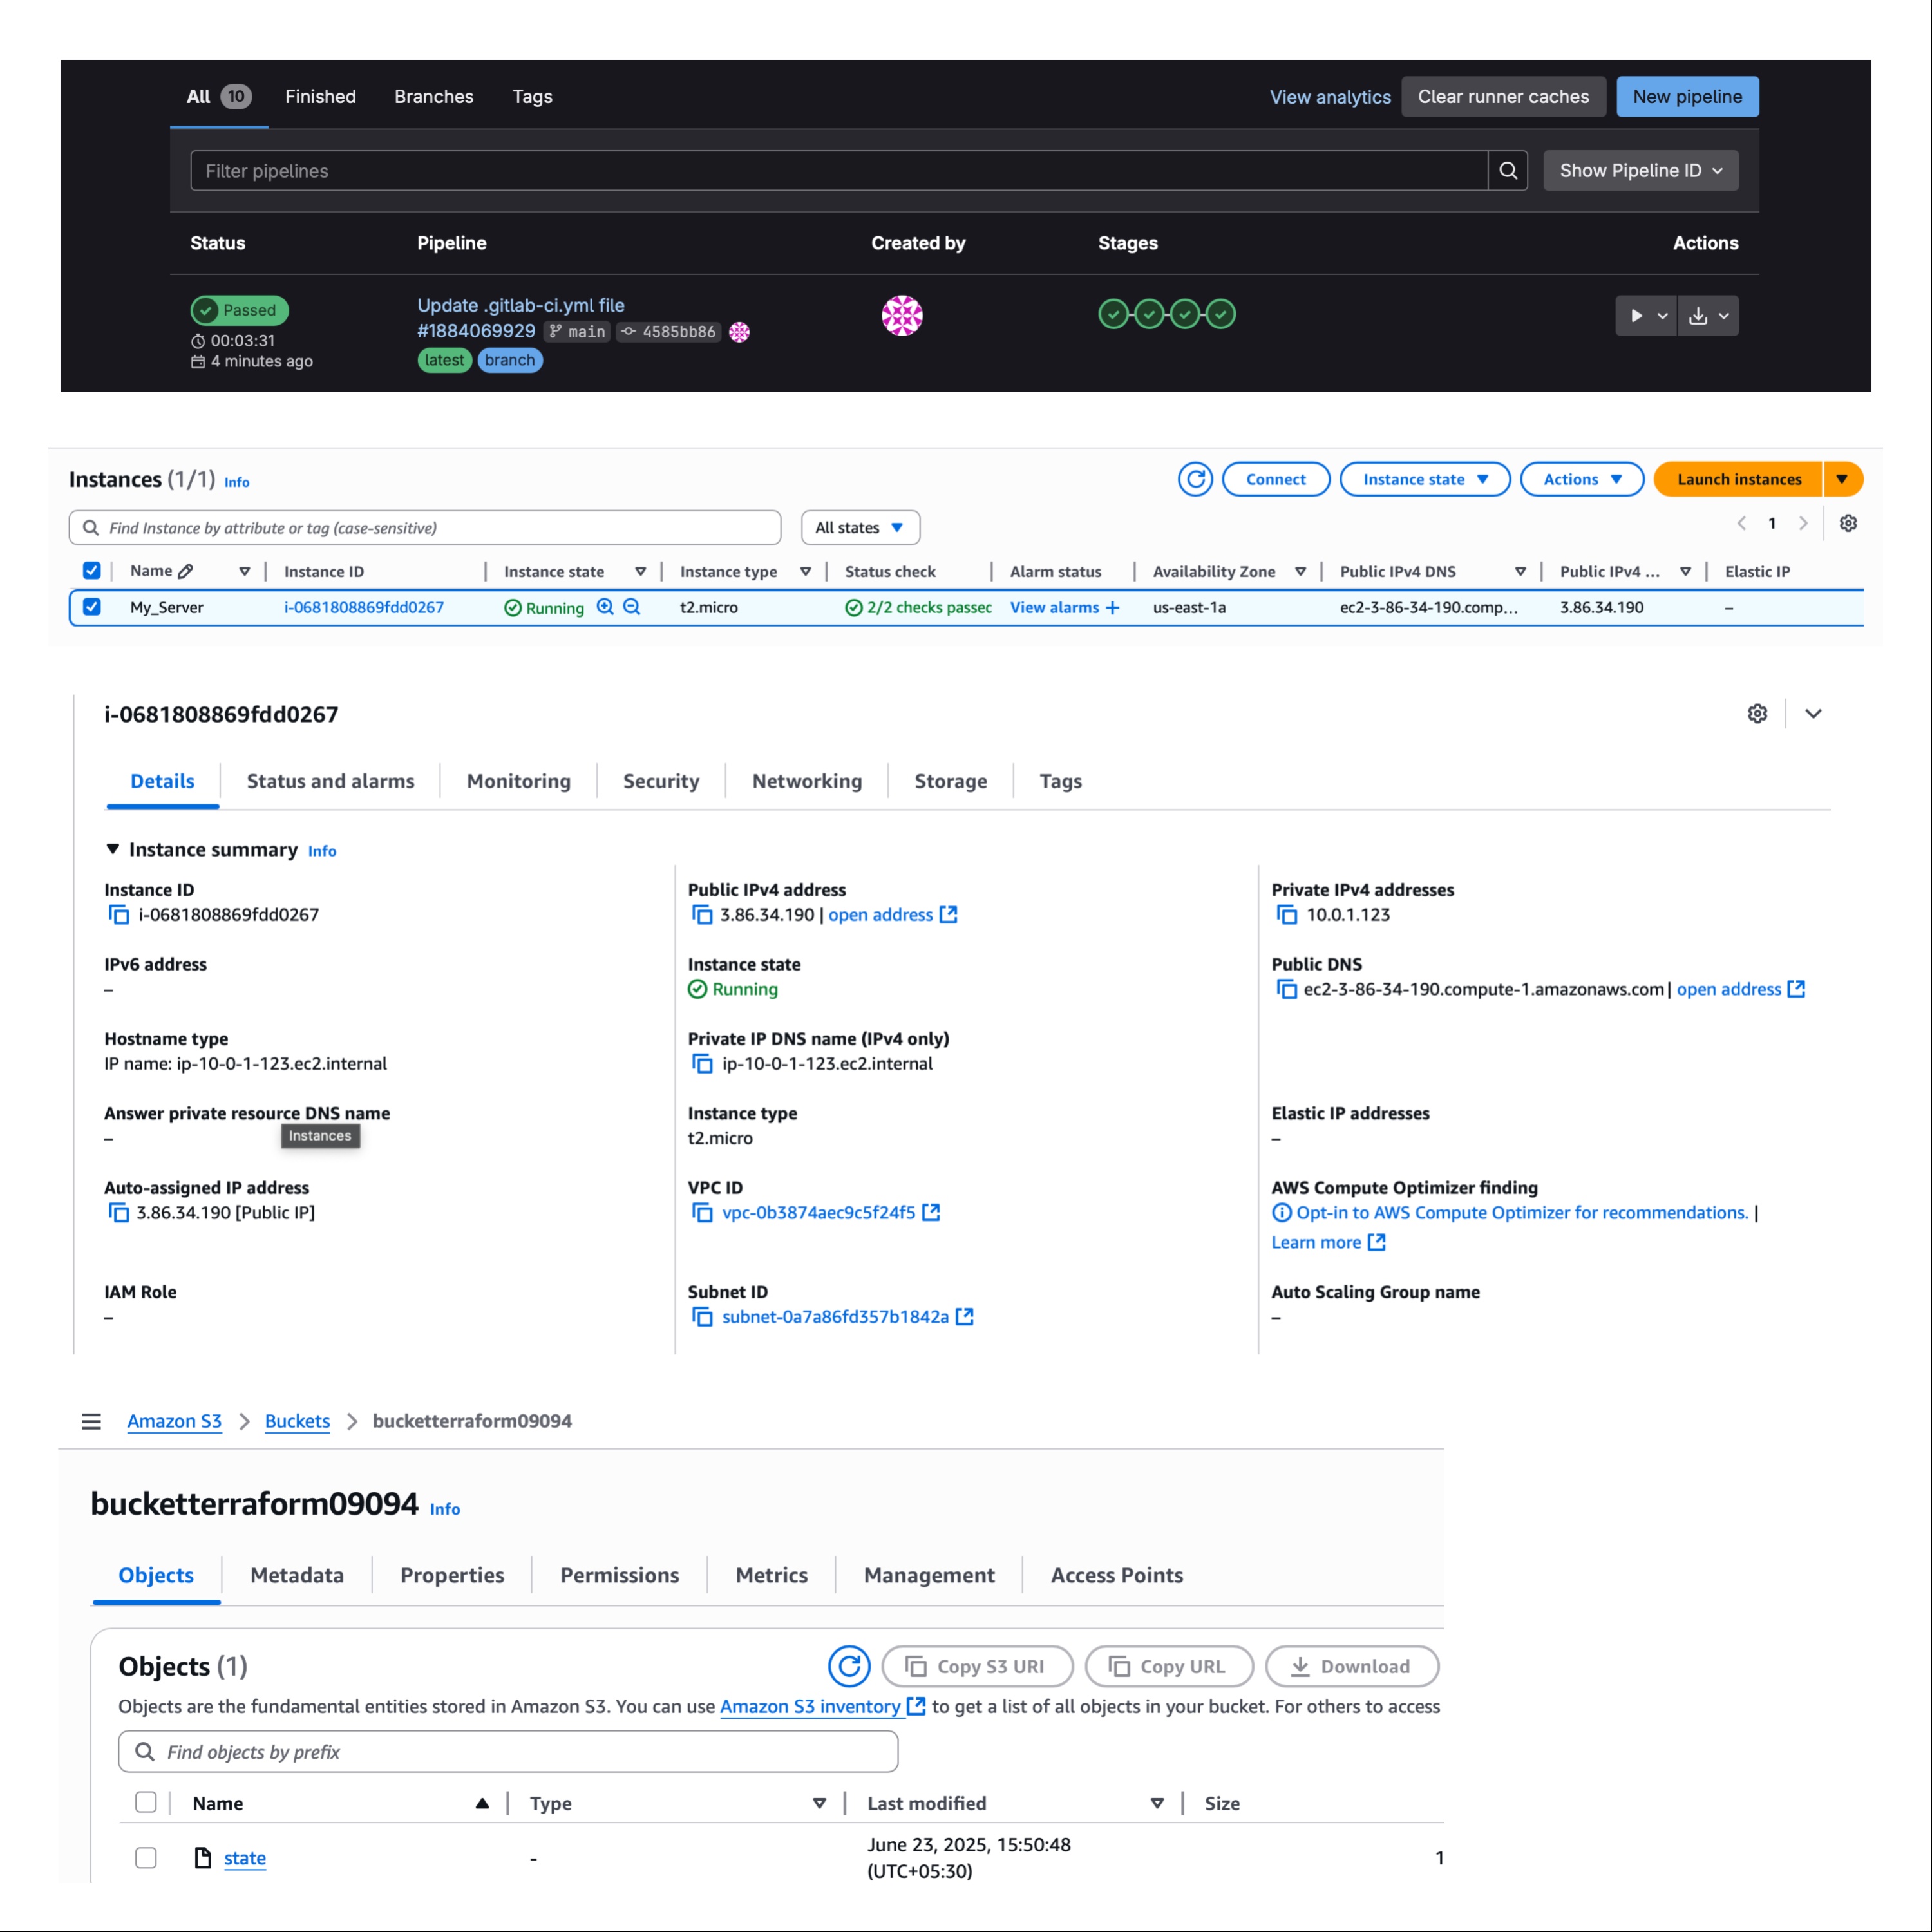 All 10 Finished Branches Tags View analytics Clear runner caches New pipeline
Filter pipelines Show Pipeline ID
Status Pipeline Created by Stages Actions
Passed Update .gitlab-ci.yml file
00:03:31 #1884069929 main 4585bb86
4 minutes ago latest branch
Instances (1/1) Info Connect Instance state Actions Launch instances
Find Instance by attribute or tag (case-sensitive) All states 1
Name Instance ID Instance state Instance type Status check Alarm status Availability Zone Public IPv4 DNS Public IPv4 ... Elastic IP
My_Server i-0681808869fdd0267 Running t2.micro 2/2 checks passec View alarms + us-east-1a ec2-3-86-34-190.comp... 3.86.34.190 –
i-0681808869fdd0267
Details Status and alarms Monitoring Security Networking Storage Tags
Instance summary Info
Instance ID Public IPv4 address Private IPv4 addresses
i-0681808869fdd0267 3.86.34.190 | open address 10.0.1.123
IPv6 address Instance state Public DNS
– Running ec2-3-86-34-190.compute-1.amazonaws.com | open address
Hostname type Private IP DNS name (IPv4 only)
IP name: ip-10-0-1-123.ec2.internal ip-10-0-1-123.ec2.internal
Answer private resource DNS name Instance type Elastic IP addresses
– Instances t2.micro –
Auto-assigned IP address VPC ID AWS Compute Optimizer finding
3.86.34.190 [Public IP] vpc-0b3874aec9c5f24f5 Opt-in to AWS Compute Optimizer for recommendations. |
Learn more
IAM Role Subnet ID Auto Scaling Group name
– subnet-0a7a86fd357b1842a –
Amazon S3 > Buckets > bucketterraform09094
bucketterraform09094 Info
Objects Metadata Properties Permissions Metrics Management Access Points
Objects (1) Copy S3 URI Copy URL Download
Objects are the fundamental entities stored in Amazon S3. You can use Amazon S3 inventory to get a list of all objects in your bucket. For others to access
Find objects by prefix
Name Type Last modified Size
state - June 23, 2025, 15:50:48 1
(UTC+05:30)